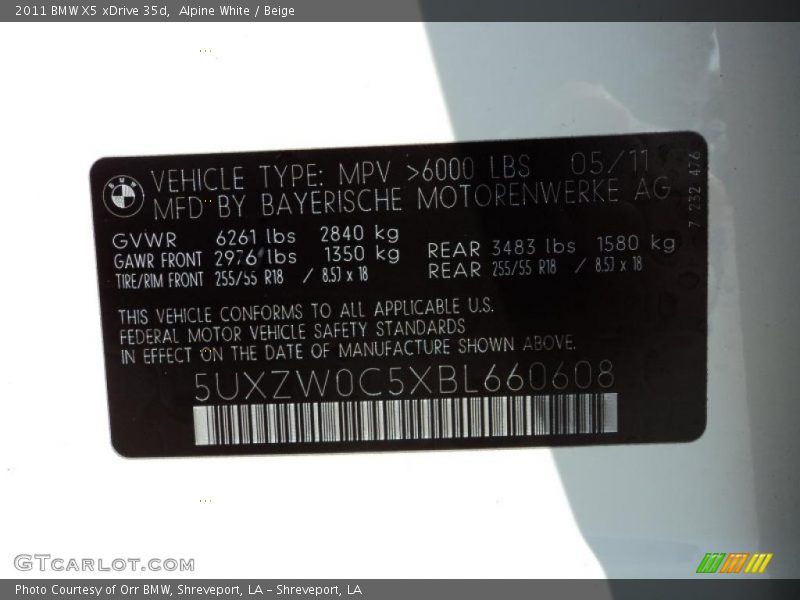 2011 BMW X5 xDrive 35d,  Alpine White / Beige
VEHICLE TYPE: MPV >6000 LBS 05/11
MFD BY BAYERISCHE MOTORENWERKE AG
7 232 476
GVWR 6261 lbs 2840 kg
GAWR FRONT 2976 lbs 1350 kg REAR 3483 lbs 1580 kg
TIRE/RIM FRONT 255/55 R18 / 8.5J x 18 REAR 255/55 R18 / 8.5J x 18
THIS VEHICLE CONFORMS TO ALL APPLICABLE U.S.
FEDERAL MOTOR VEHICLE SAFETY STANDARDS
IN EFFECT ON THE DATE OF MANUFACTURE SHOWN ABOVE.
5UXZW0C5XBL660608
GTcarlot.com
Photo Courtesy of Orr BMW, Shreveport, LA – Shreveport, LA